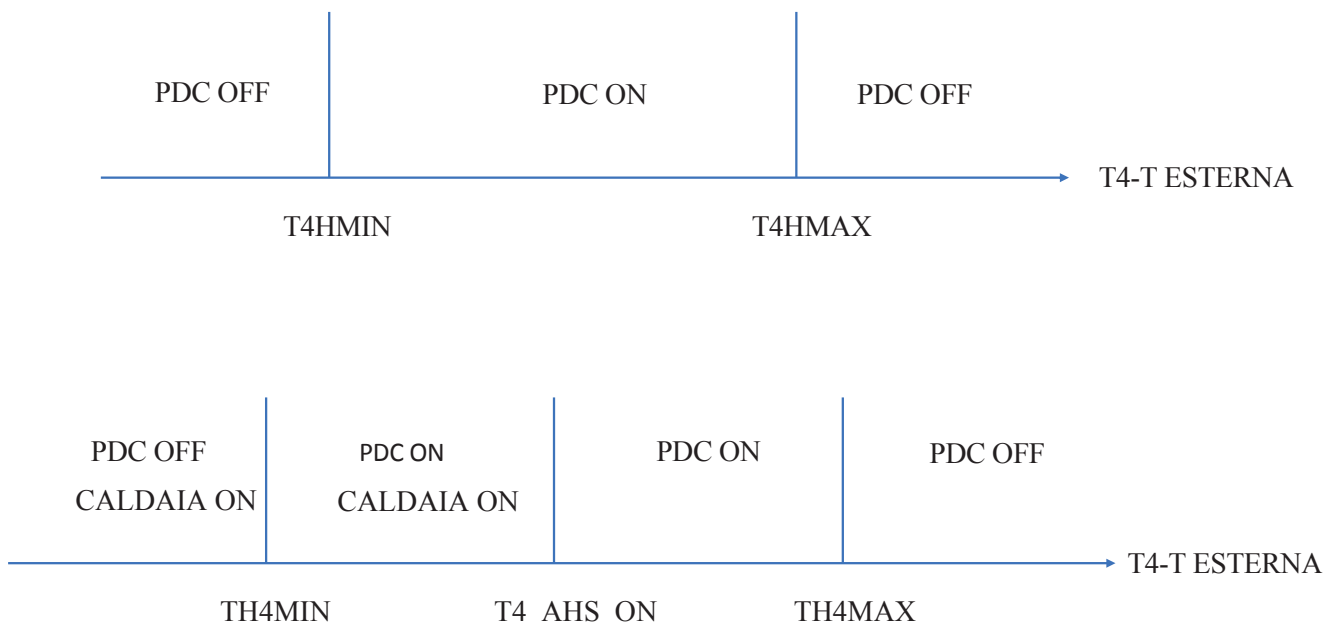 PDC OFF
PDC ON
PDC OFF
T4-T ESTERNA
T4HMIN
T4HMAX
PDC OFF
CALDAIA ON
PDC ON
CALDAIA ON
PDC ON
PDC OFF
T4-T ESTERNA
TH4MIN
T4 AHS ON
TH4MAX